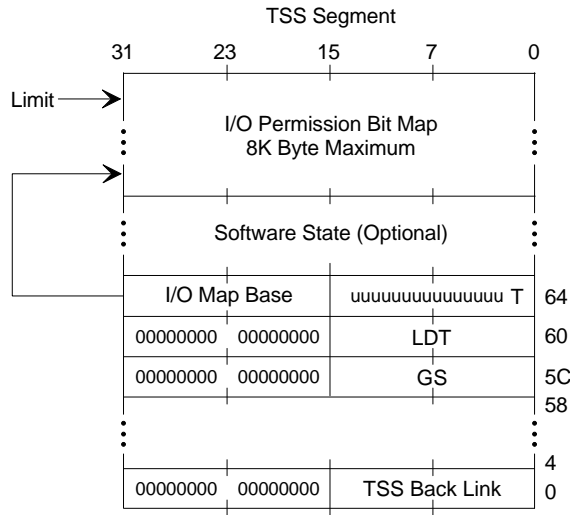 TSS Segment
31 23 15 7 0
Limit
I/O Permission Bit Map
8K Byte Maximum
Software State (Optional)
I/O Map Base uuuuuuuuuuuuuuu T 64
00000000 00000000 LDT 60
00000000 00000000 GS 5C
58
4
00000000 00000000 TSS Back Link 0